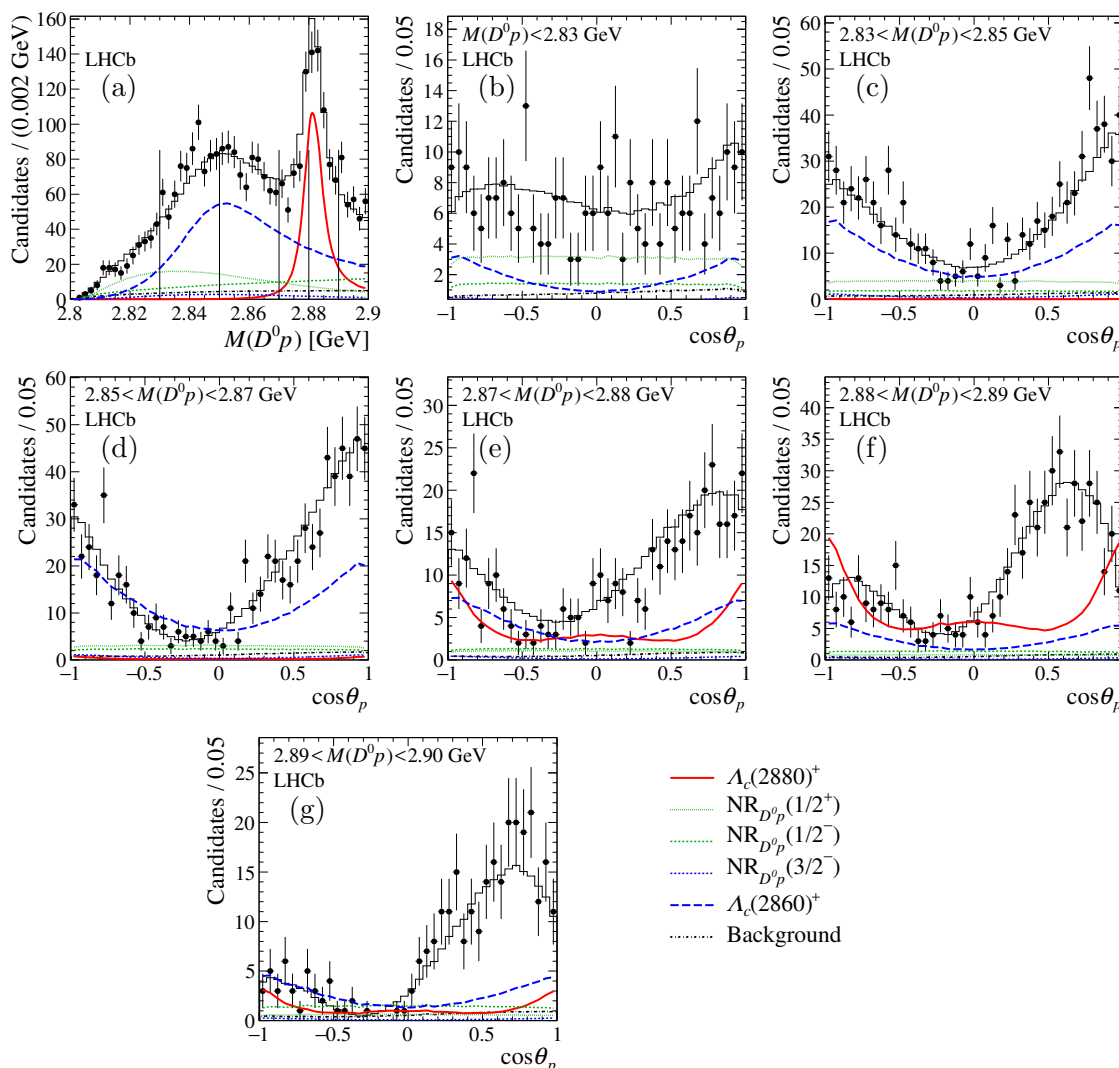 Candidates / (0.002 GeV)
160
140
120
100
80
60
40
20
0
LHCb
(a)
2.8
2.82
2.84
2.86
2.88
2.9
M(D⁰p) [GeV]
Candidates / 0.05
18
16
14
12
10
8
6
4
2
M(D⁰p)<2.83 GeV
LHCb
(b)
−1
−0.5
0
0.5
1
cosθp
Candidates / 0.05
60
50
40
30
20
10
0
2.83<M(D⁰p)<2.85 GeV
LHCb
(c)
−1
−0.5
0
0.5
cosθp
Candidates / 0.05
60
50
40
30
20
10
0
2.85<M(D⁰p)<2.87 GeV
LHCb
(d)
−1
−0.5
0
0.5
1
cosθp
Candidates / 0.05
30
25
20
15
10
5
0
2.87<M(D⁰p)<2.88 GeV
LHCb
(e)
−1
−0.5
0
0.5
1
cosθp
Candidates / 0.05
40
35
30
25
20
15
10
5
0
2.88<M(D⁰p)<2.89 GeV
LHCb
(f)
−1
−0.5
0
0.5
cosθp
Candidates / 0.05
25
20
15
10
5
0
2.89<M(D⁰p)<2.90 GeV
LHCb
(g)
−1
−0.5
0
0.5
1
cosθp
Λc(2880)⁺
NR D⁰p(1/2⁺)
NR D⁰p(1/2⁻)
NR D⁰p(3/2⁻)
Λc(2860)⁺
Background